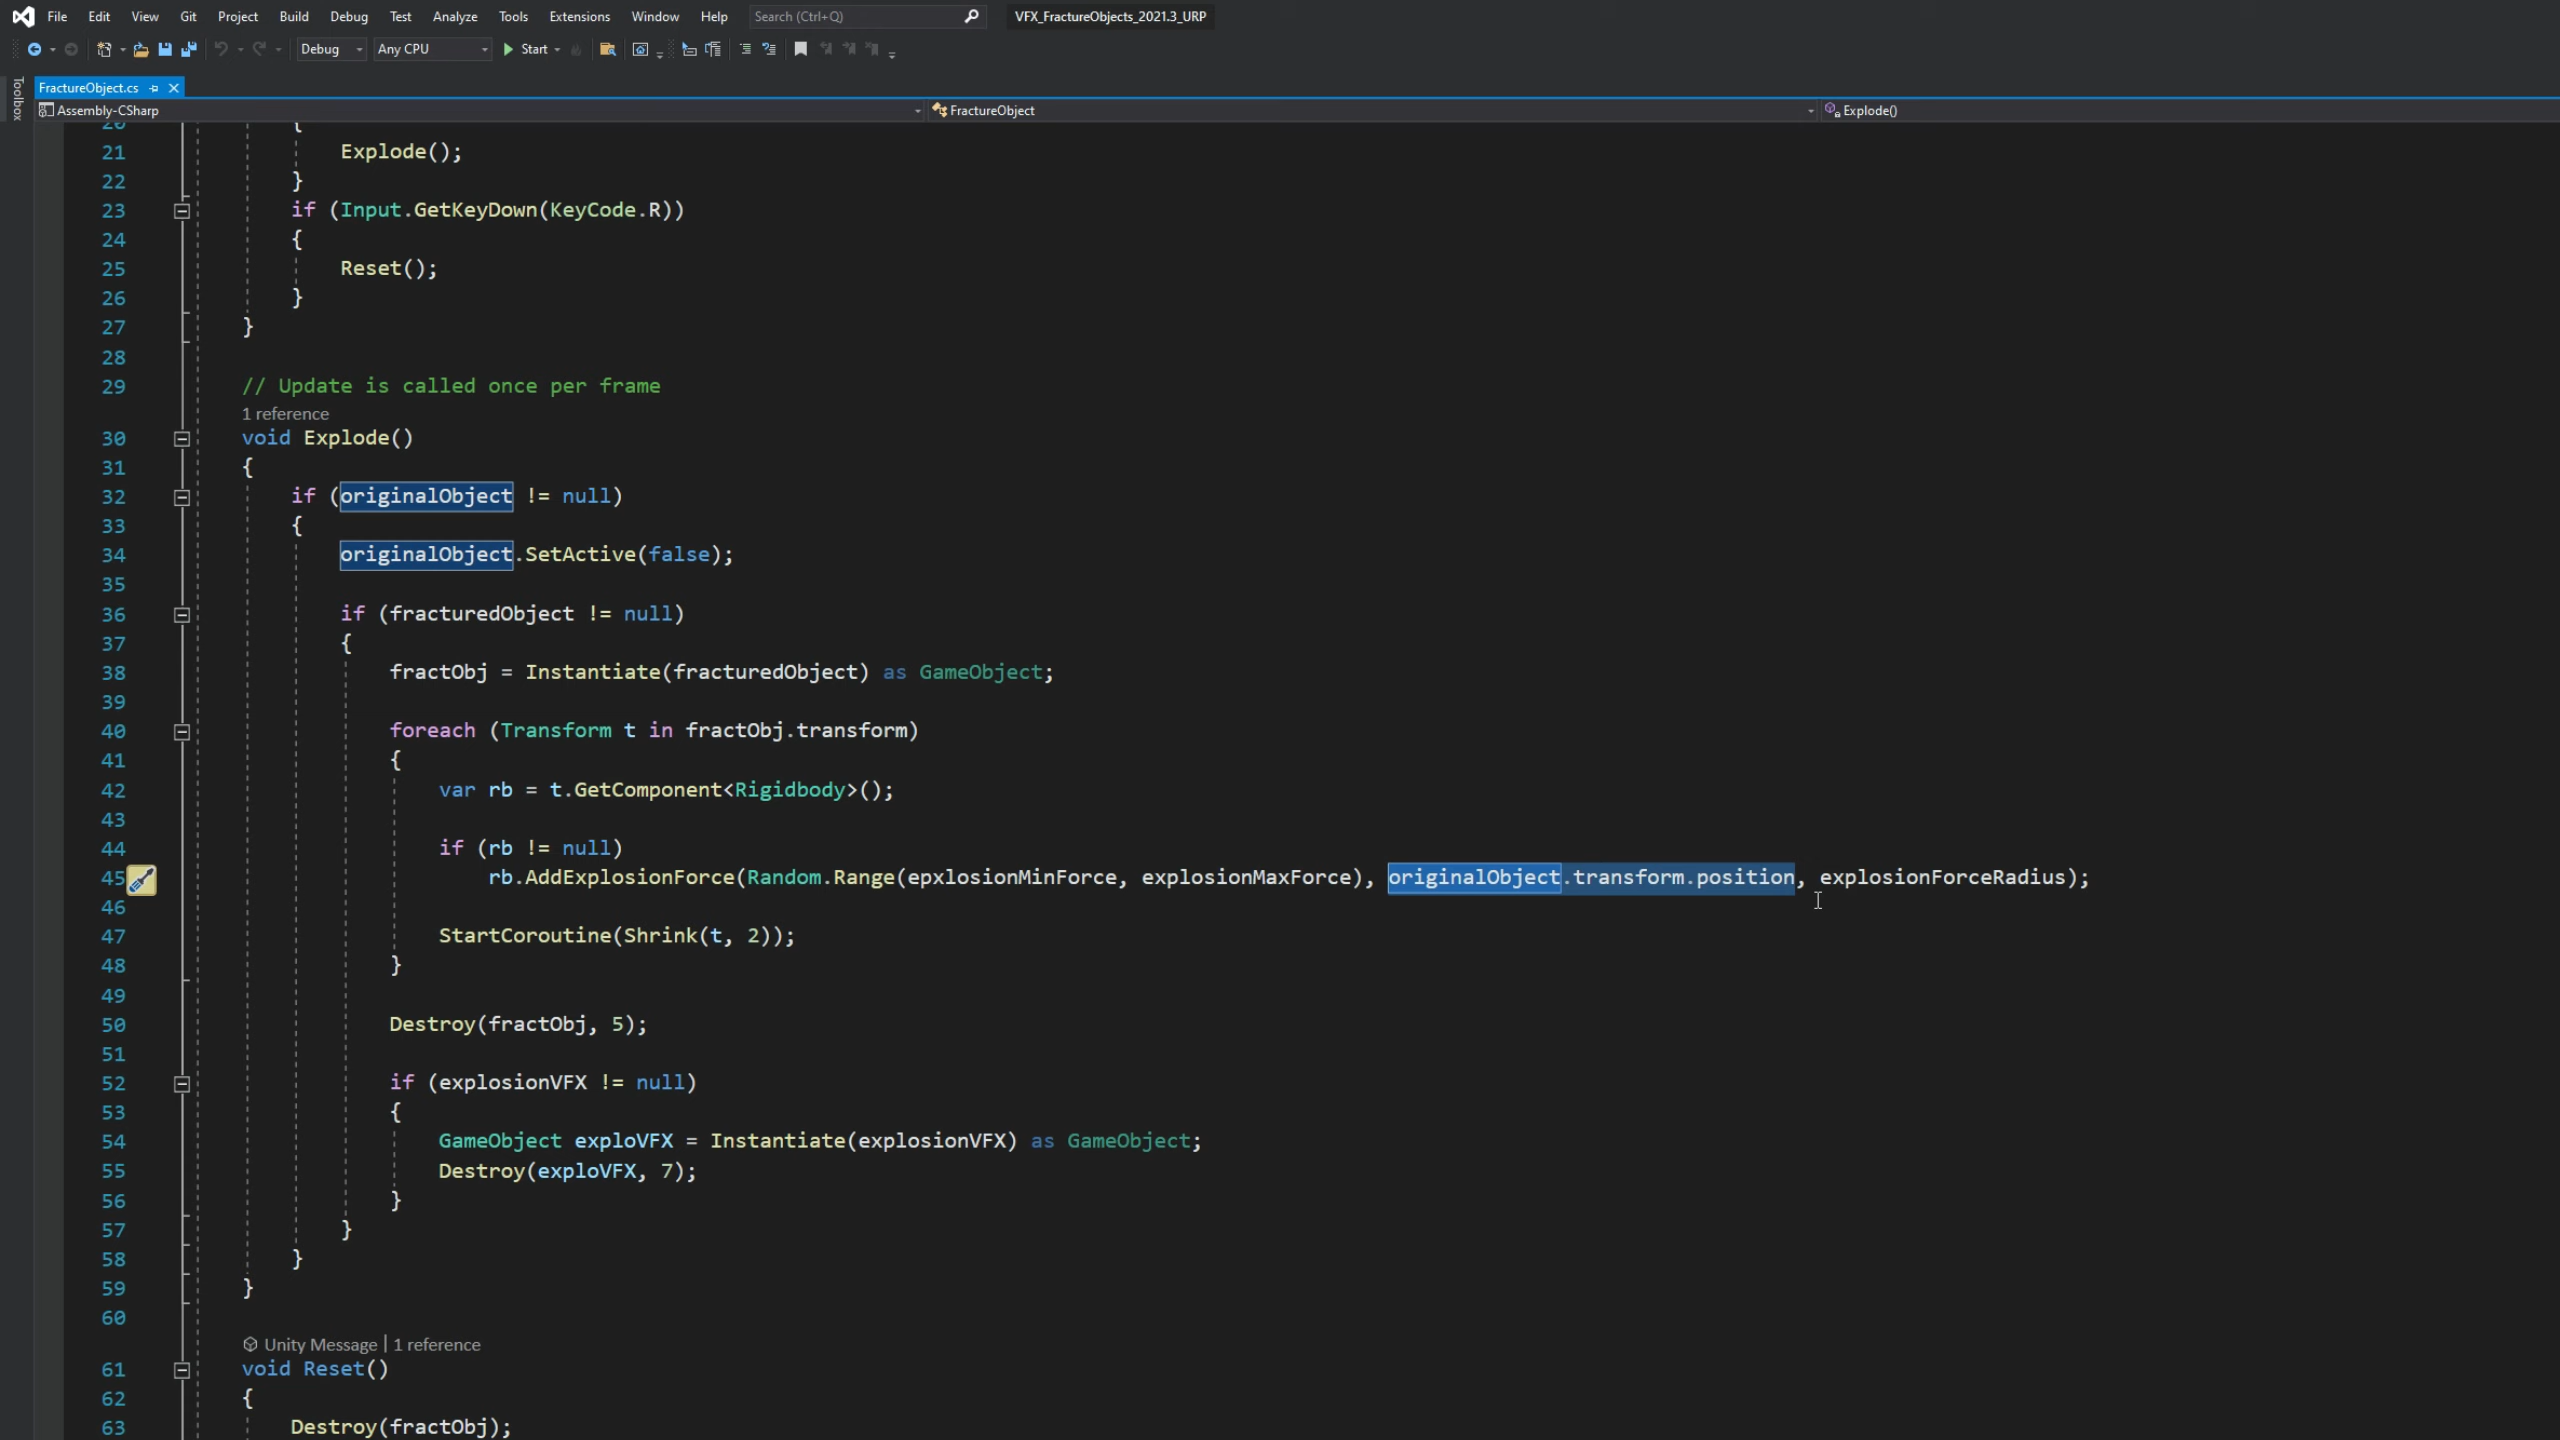 File Edit View Git Project Build Debug Test Analyze Tools Extensions Window Help Search (Ctrl+Q) VFX_FractureObjects_2021.3_URP
Debug Any CPU Start
Toolbox
FractureObject.cs
Assembly-CSharp FractureObject Explode()
20 {
21 Explode();
22 }
23 if (Input.GetKeyDown(KeyCode.R))
24 {
25 Reset();
26 }
27 }
28
29 // Update is called once per frame
1 reference
30 void Explode()
31 {
32 if (originalObject != null)
33 {
34 originalObject.SetActive(false);
35
36 if (fracturedObject != null)
37 {
38 fractObj = Instantiate(fracturedObject) as GameObject;
39
40 foreach (Transform t in fractObj.transform)
41 {
42 var rb = t.GetComponent<Rigidbody>();
43
44 if (rb != null)
45 rb.AddExplosionForce(Random.Range(epxlosionMinForce, explosionMaxForce), originalObject.transform.position, explosionForceRadius);
46
47 StartCoroutine(Shrink(t, 2));
48 }
49
50 Destroy(fractObj, 5);
51
52 if (explosionVFX != null)
53 {
54 GameObject exploVFX = Instantiate(explosionVFX) as GameObject;
55 Destroy(exploVFX, 7);
56 }
57 }
58 }
59 }
60
Unity Message | 1 reference
61 void Reset()
62 {
63 Destroy(fractObj);